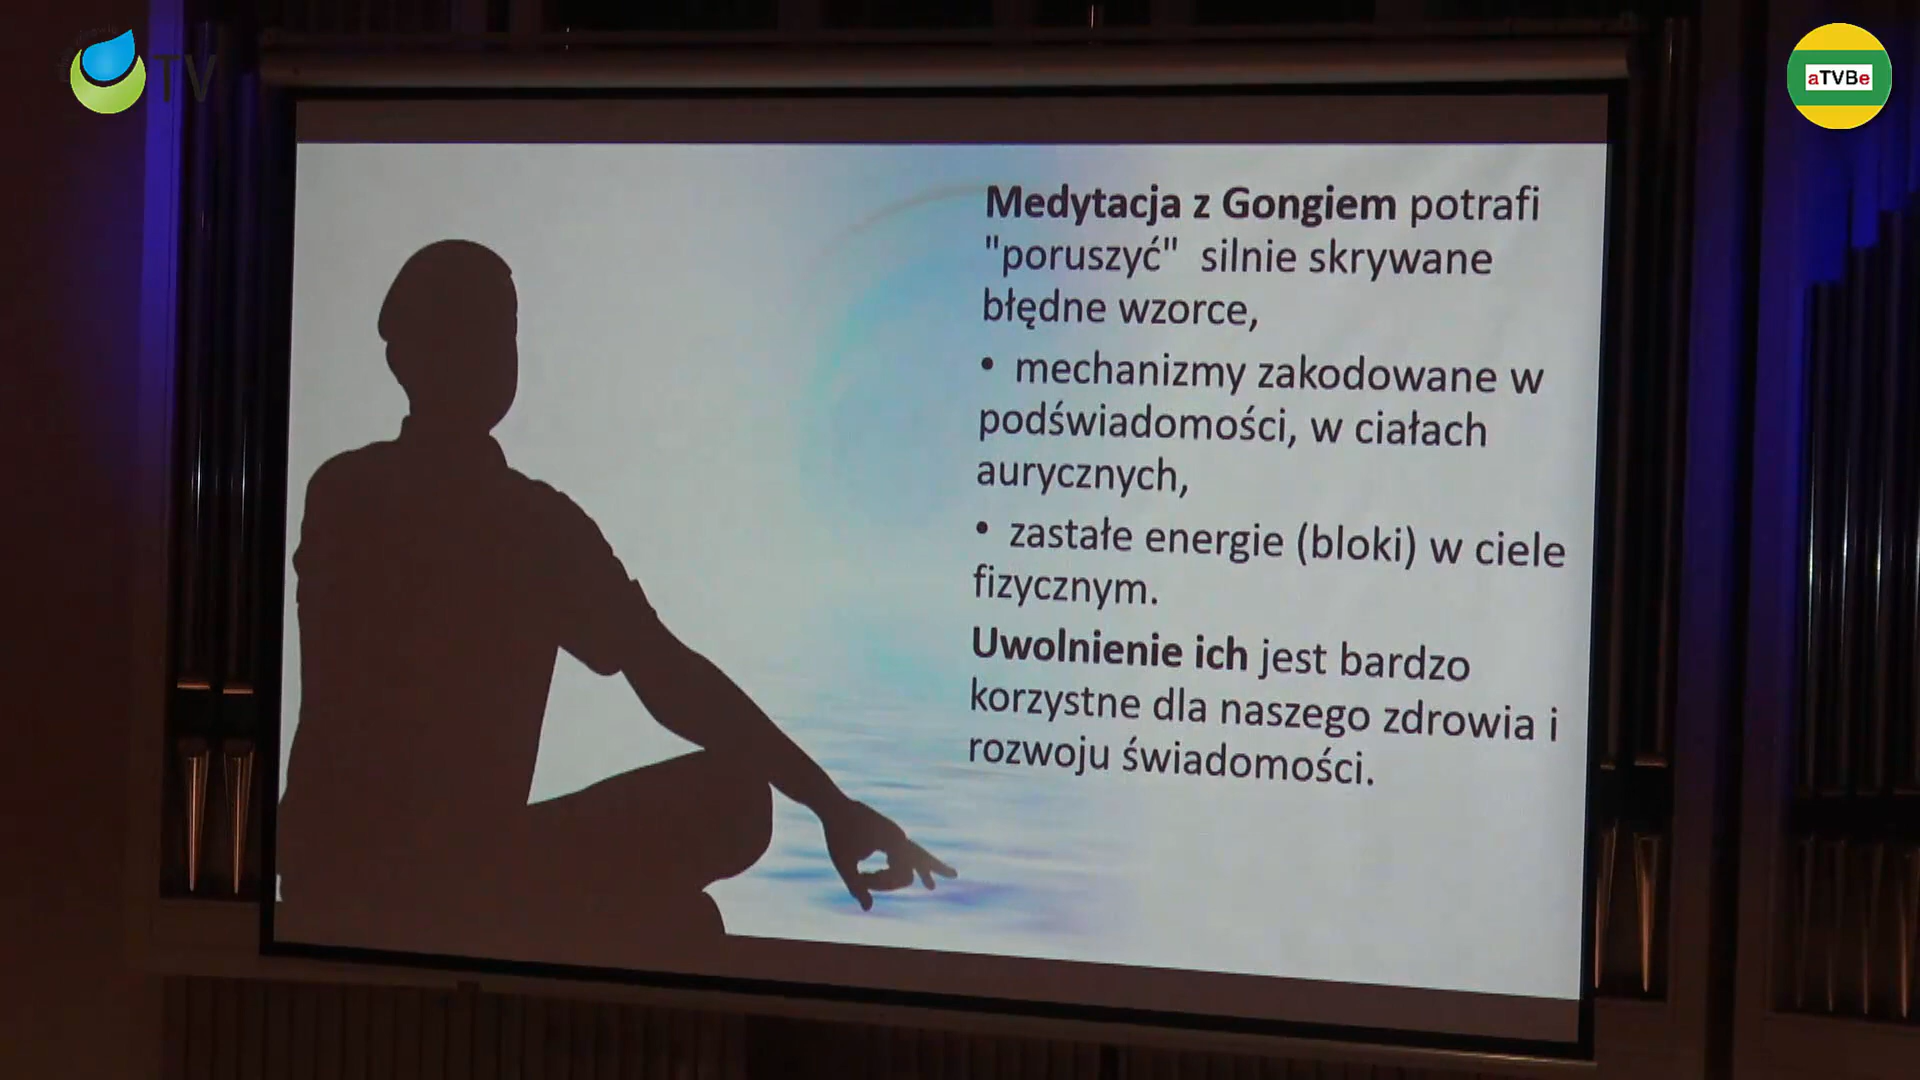 TV
aTVBe
Medytacja z Gongiem potrafi
"poruszyć" silnie skrywane
błędne wzorce,
• mechanizmy zakodowane w
podświadomości, w ciałach
aurycznych,
• zastałe energie (bloki) w ciele
fizycznym.
Uwolnienie ich jest bardzo
korzystne dla naszego zdrowia i
rozwoju świadomości.